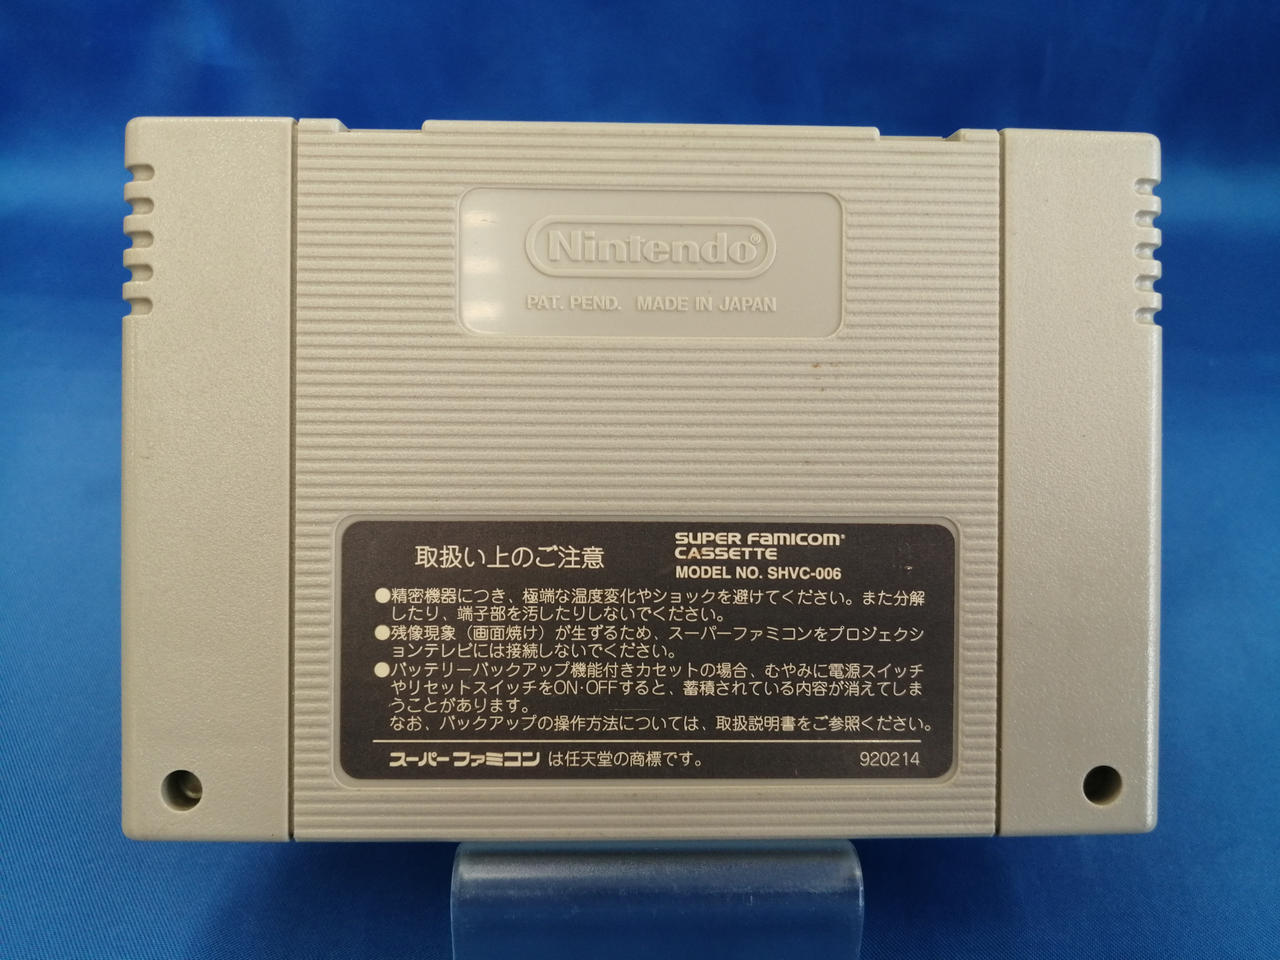 Nintendo®
PAT. PEND. MADE IN JAPAN
取扱い上のご注意
SUPER FAMICOM
CASSETTE
MODEL NO. SHVC-006
●精密機器につき、極端な温度変化やショックを避けてください。また分解
したり、端子部を汚したりしないでください。
●残像現象（画面焼け）が生ずるため、スーパーファミコンをプロジェクシ
ョンテレビには接続しないでください。
●バッテリーバックアップ機能付きカセットの場合、むやみに電源スイッチ
やリセットスイッチをON・OFFすると、蓄積されている内容が消えてしま
うことがあります。
なお、バックアップの操作方法については、取扱説明書をご参照ください。
スーパーファミコン は任天堂の商標です。
920214